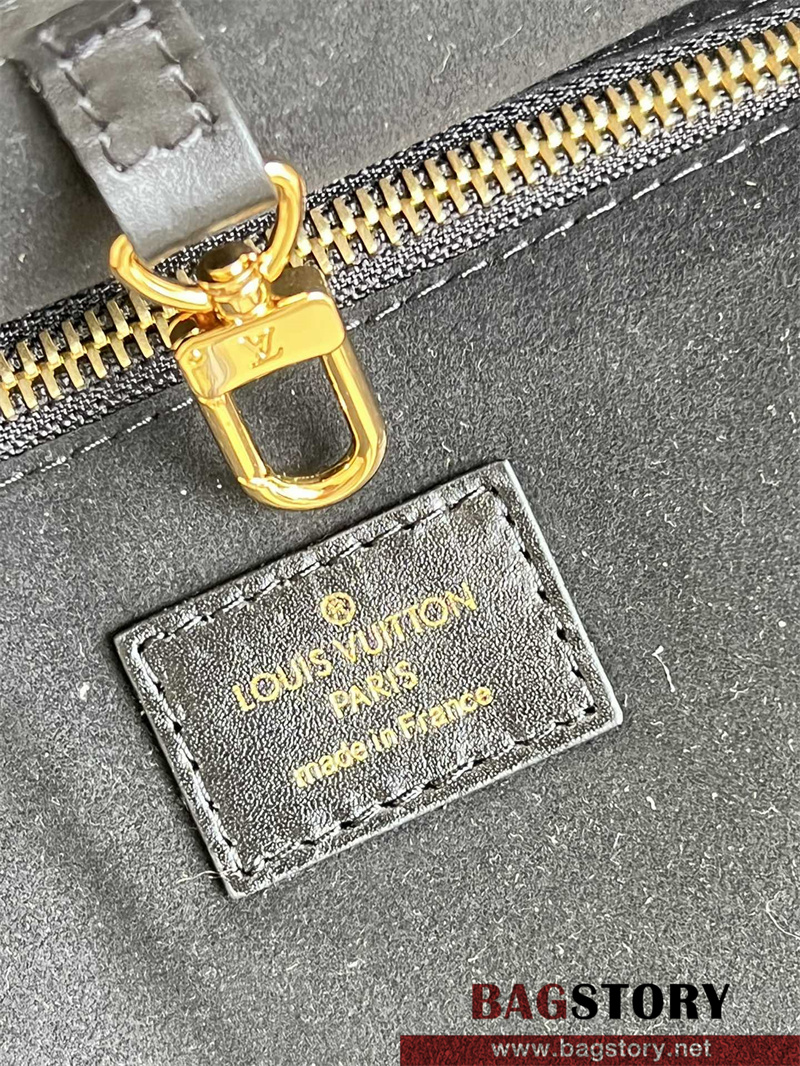 LV
LOUIS VUITTON
PARIS
made in France
BAGSTORY
www.bagstory.net